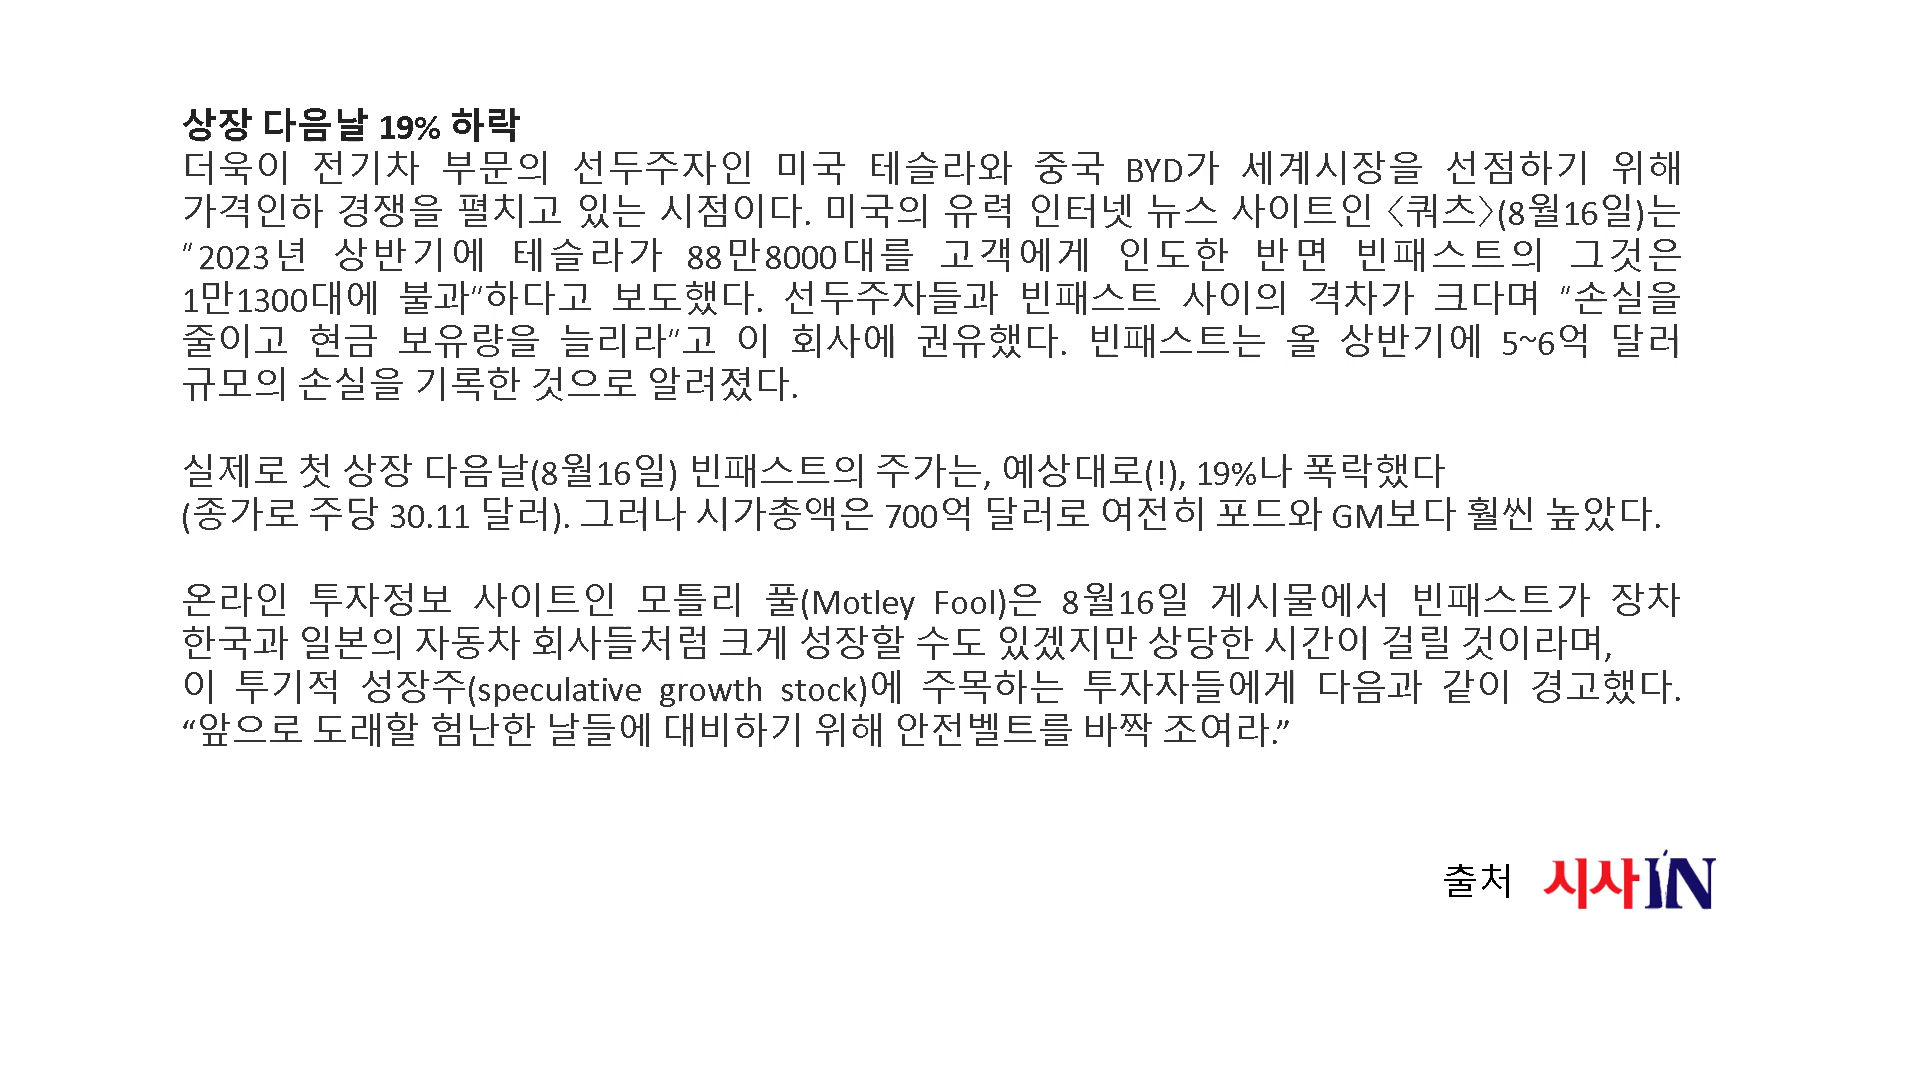 상장 다음날 19% 하락
더욱이 전기차 부문의 선두주자인 미국 테슬라와 중국 BYD가 세계시장을 선점하기 위해
가격인하 경쟁을 펼치고 있는 시점이다. 미국의 유력 인터넷 뉴스 사이트인 〈쿼츠〉(8월16일)는
"2023년 상반기에 테슬라가 88만8000대를 고객에게 인도한 반면 빈패스트의 그것은
1만1300대에 불과"하다고 보도했다. 선두주자들과 빈패스트 사이의 격차가 크다며 "손실을
줄이고 현금 보유량을 늘리라"고 이 회사에 권유했다. 빈패스트는 올 상반기에 5~6억 달러
규모의 손실을 기록한 것으로 알려졌다.
실제로 첫 상장 다음날(8월16일) 빈패스트의 주가는, 예상대로(!), 19%나 폭락했다
(종가로 주당 30.11 달러). 그러나 시가총액은 700억 달러로 여전히 포드와 GM보다 훨씬 높았다.
온라인 투자정보 사이트인 모틀리 풀(Motley Fool)은 8월16일 게시물에서 빈패스트가 장차
한국과 일본의 자동차 회사들처럼 크게 성장할 수도 있겠지만 상당한 시간이 걸릴 것이라며,
이 투기적 성장주(speculative growth stock)에 주목하는 투자자들에게 다음과 같이 경고했다.
“앞으로 도래할 험난한 날들에 대비하기 위해 안전벨트를 바짝 조여라.”
출처 시사IN